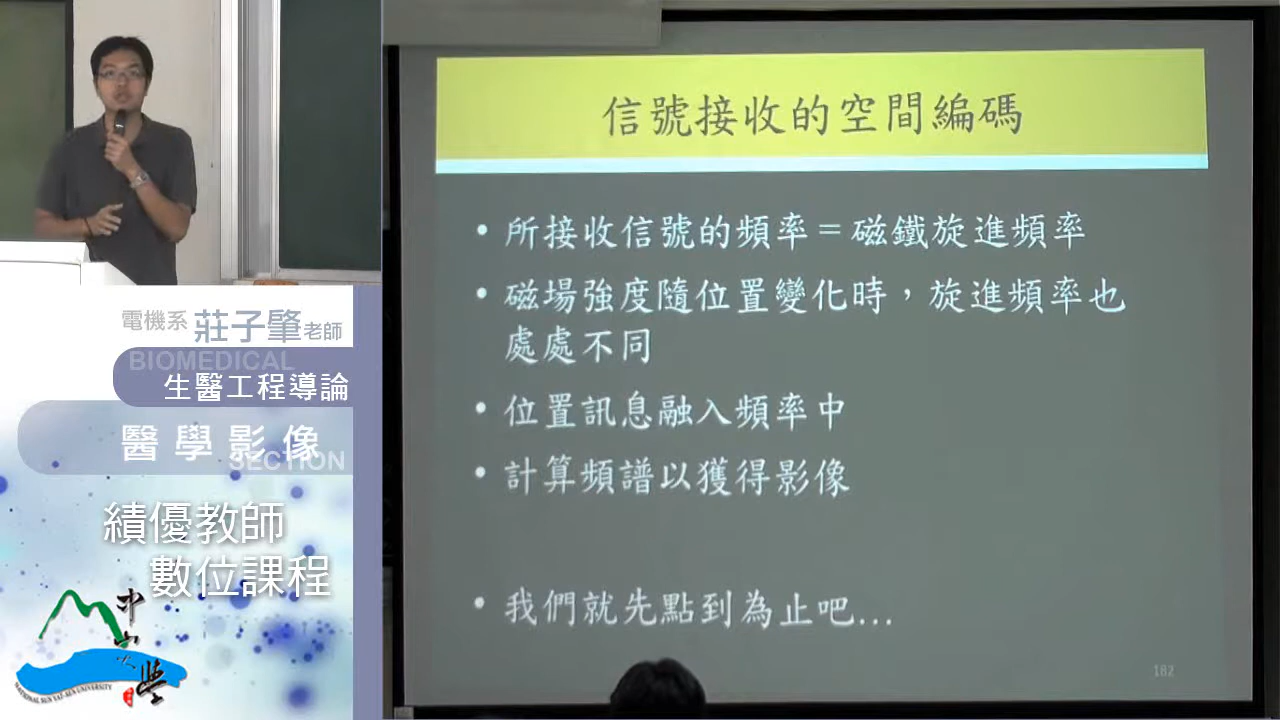 信號接收的空間編碼
• 所接收信號的頻率＝磁鐵旋進頻率
• 磁場強度隨位置變化時，旋進頻率也
處處不同
• 位置訊息融入頻率中
• 計算頻譜以獲得影像
• 我們就先點到為止吧...
182
電機系 莊子肇老師
BIOMEDICAL
生醫工程導論
醫學影像
SECTION
績優教師
數位課程
中山大學
NATIONAL SUN YAT-SEN UNIVERSITY